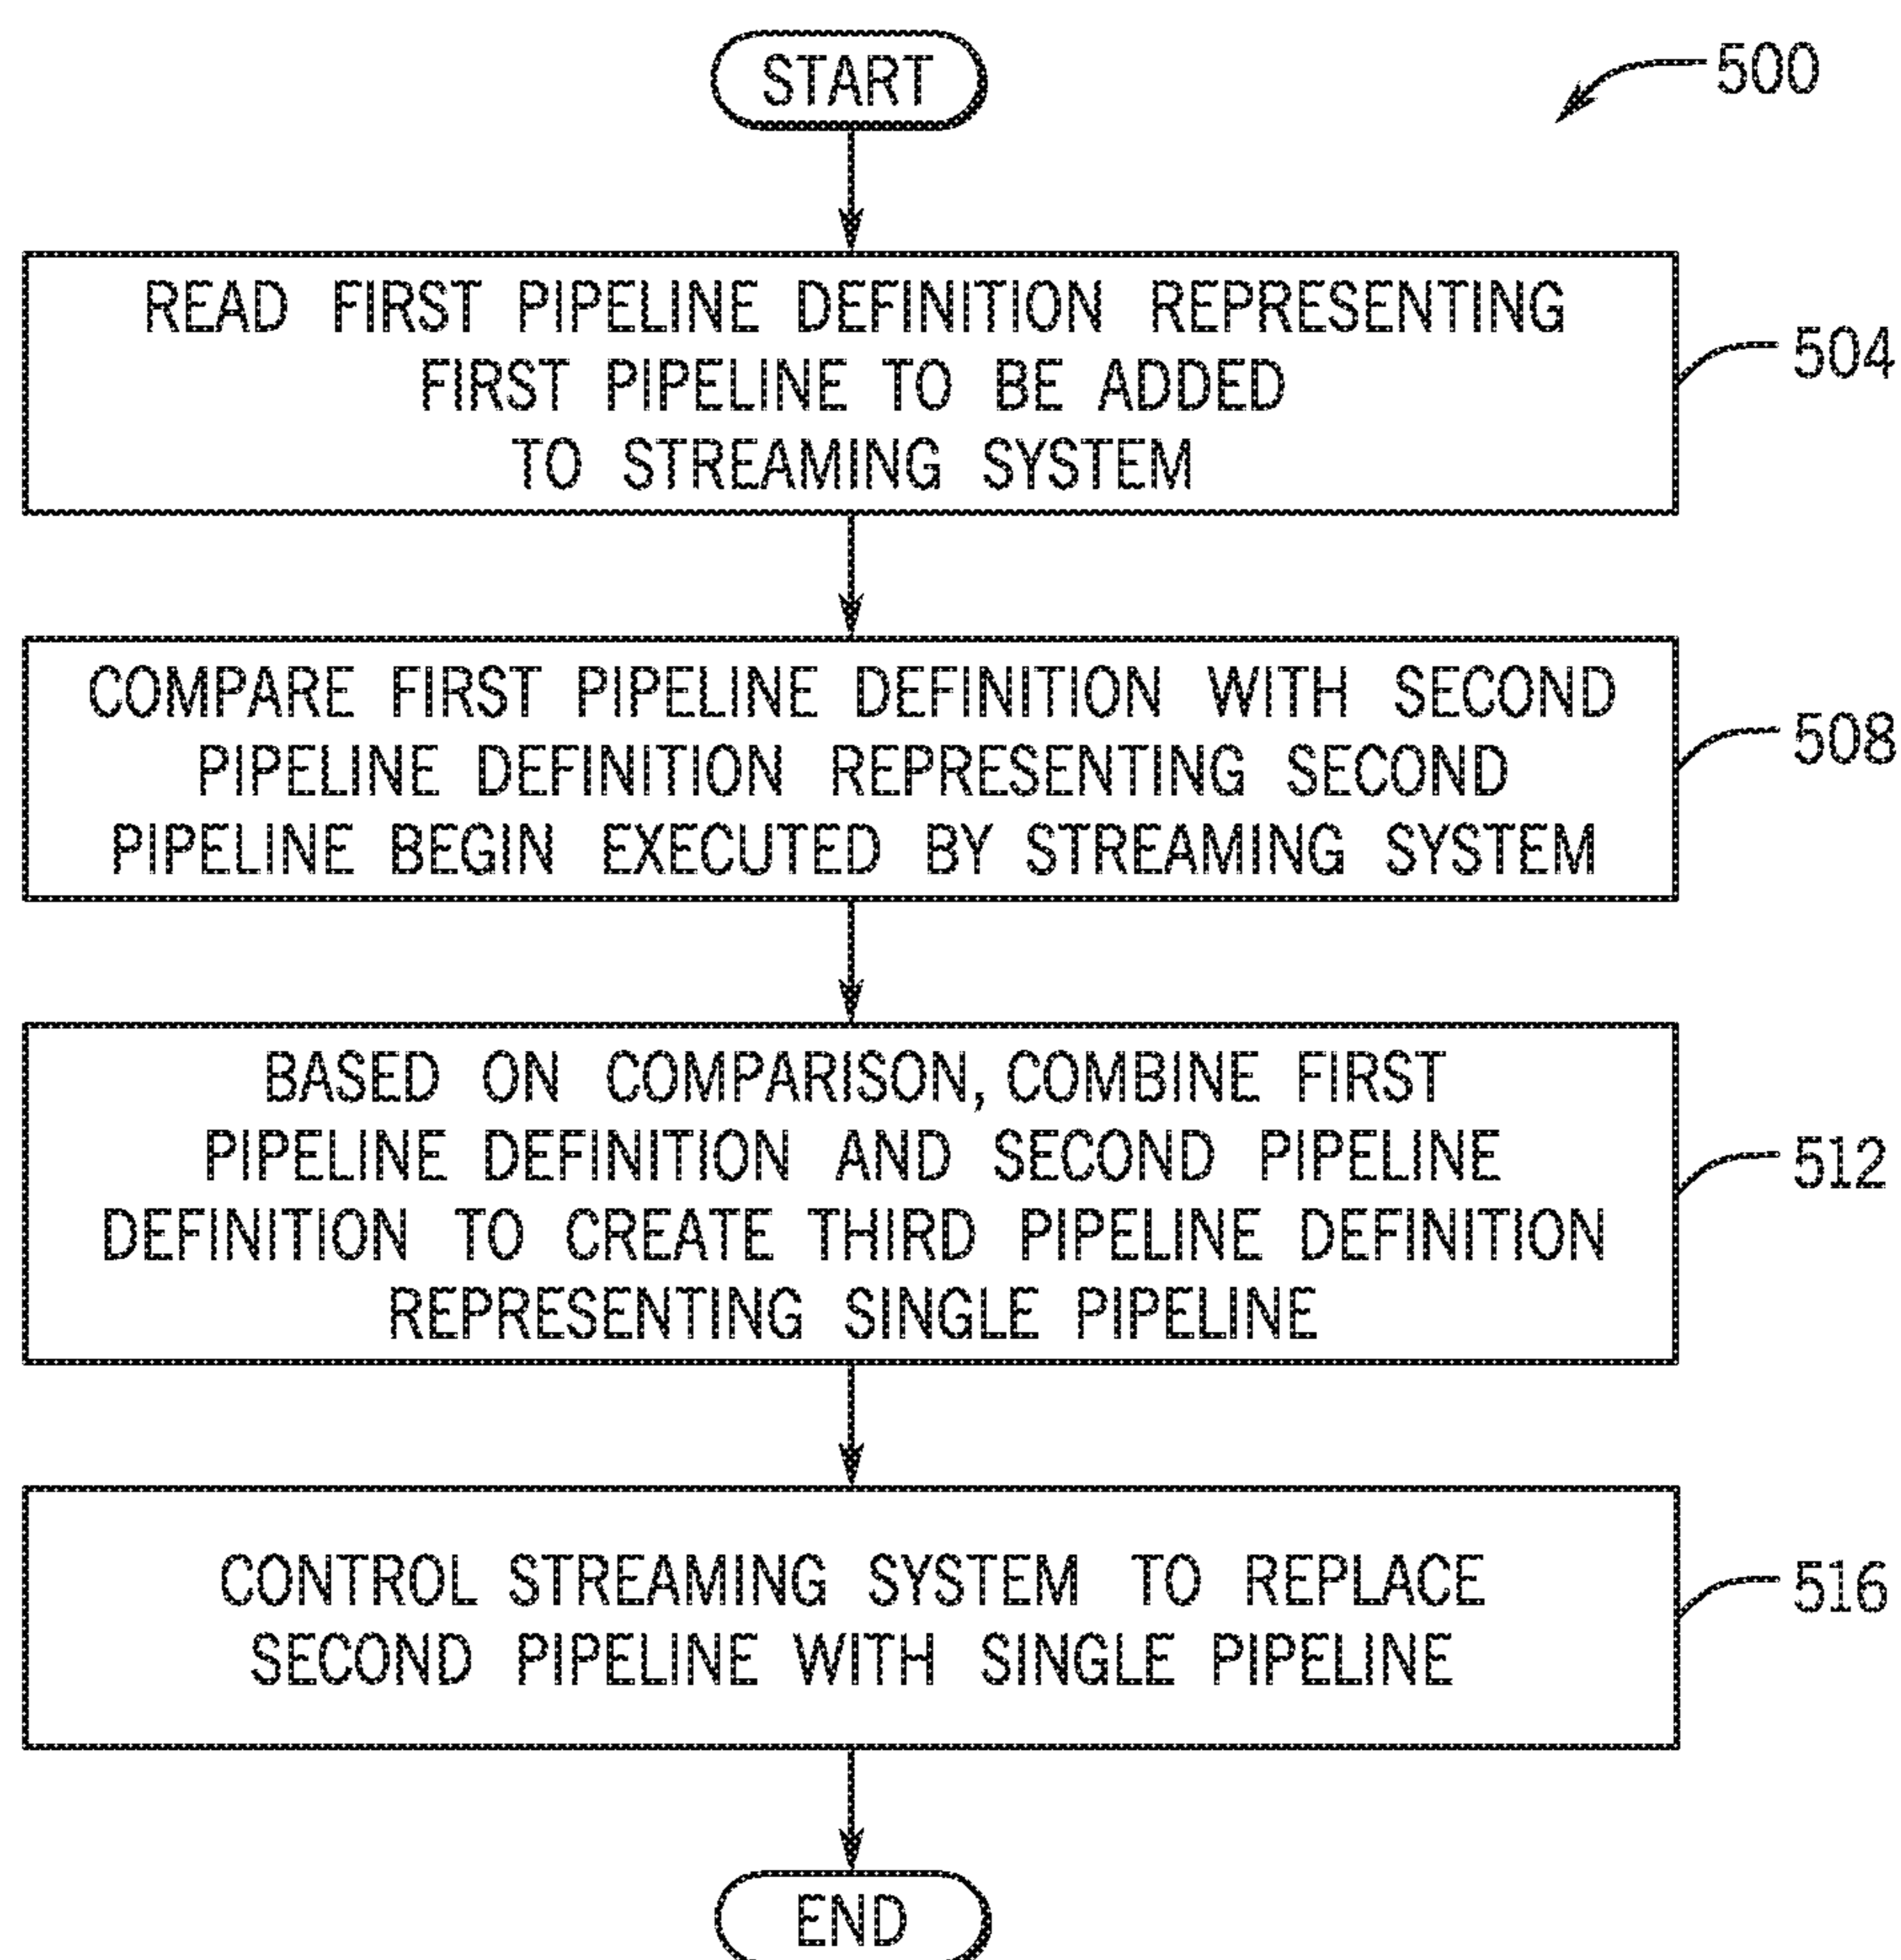 START
500
READ FIRST PIPELINE DEFINITION REPRESENTING
FIRST PIPELINE TO BE ADDED
TO STREAMING SYSTEM
504
COMPARE FIRST PIPELINE DEFINITION WITH SECOND
PIPELINE DEFINITION REPRESENTING SECOND
PIPELINE BEGIN EXECUTED BY STREAMING SYSTEM
508
BASED ON COMPARISON, COMBINE FIRST
PIPELINE DEFINITION AND SECOND PIPELINE
DEFINITION TO CREATE THIRD PIPELINE DEFINITION
REPRESENTING SINGLE PIPELINE
512
CONTROL STREAMING SYSTEM TO REPLACE
SECOND PIPELINE WITH SINGLE PIPELINE
516
END